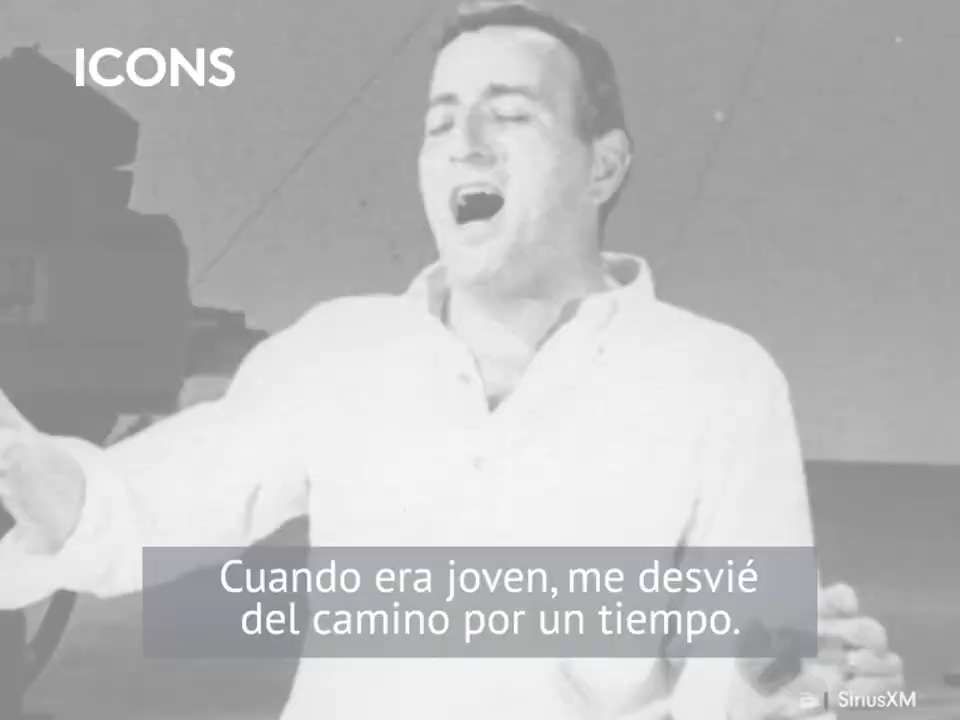 ICONS
Cuando era joven, me desvié
del camino por un tiempo.
SiriusXM